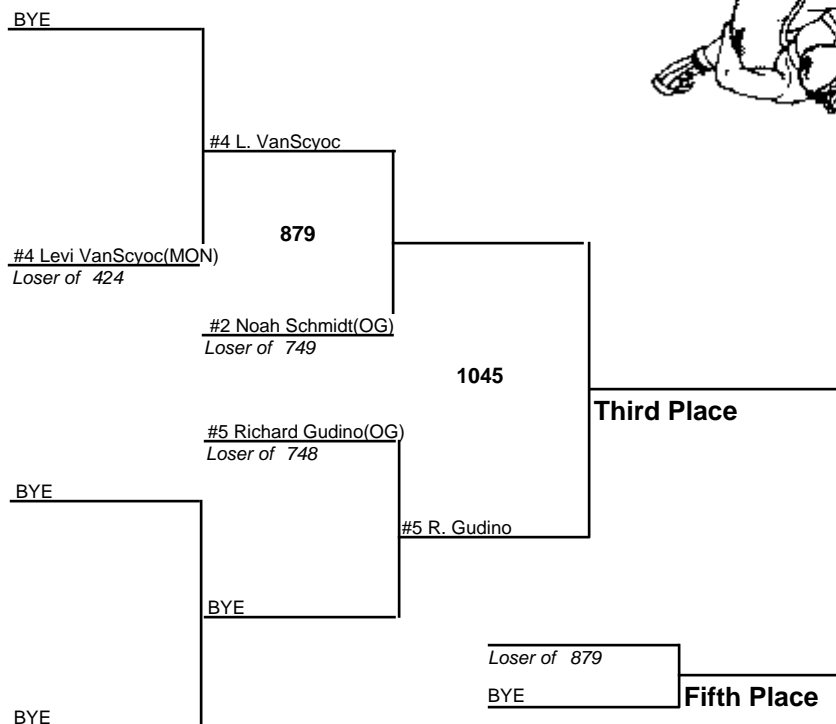 BYE
#4 L. VanScyoc
879
#4 Levi VanScyoc(MON)
Loser of 424
#2 Noah Schmidt(OG)
Loser of 749
1045
Third Place
#5 Richard Gudino(OG)
Loser of 748
BYE
#5 R. Gudino
BYE
Loser of 879
BYE
Fifth Place
BYE